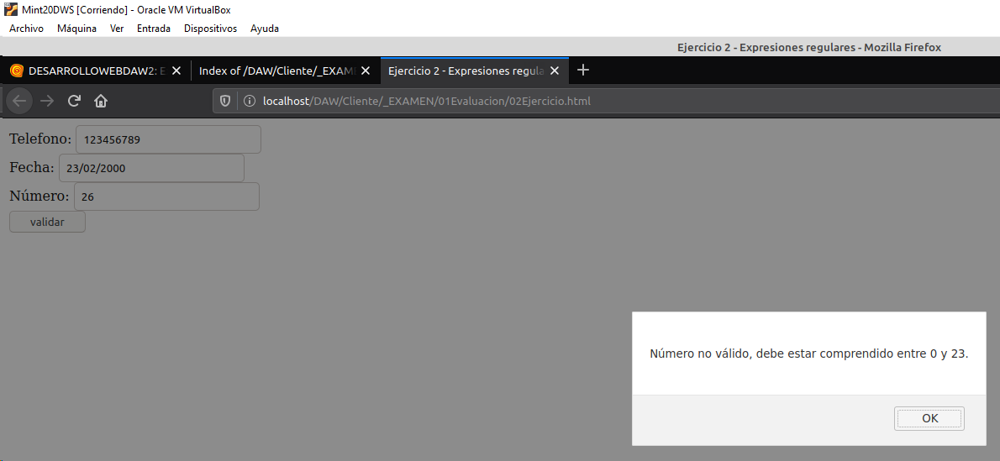 Mint20DWS [Corriendo] - Oracle VM VirtualBox
Archivo Máquina Ver Entrada Dispositivos Ayuda
Ejercicio 2 - Expresiones regulares - Mozilla Firefox
DESARROLLOWEBDAW2: E Index of /DAW/Cliente/_EXAM Ejercicio 2 - Expresiones regula
localhost/DAW/Cliente/_EXAMEN/01Evaluacion/02Ejercicio.html
Telefono: 123456789
Fecha: 23/02/2000
Número: 26
validar
Número no válido, debe estar comprendido entre 0 y 23.
OK